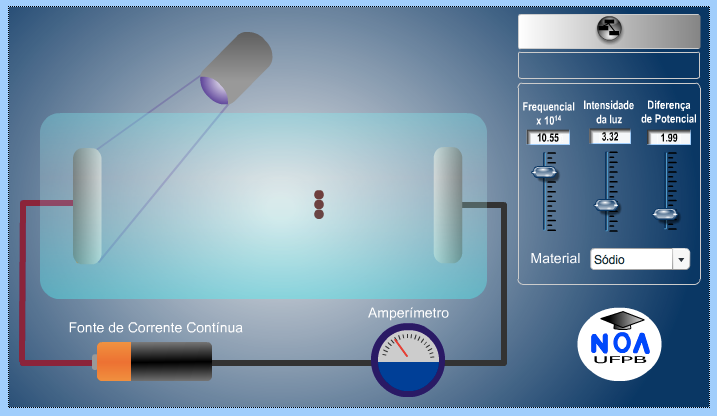 Frequencial
x 10¹⁴
Intensidade
da luz
Diferença
de Potencial
10.55
3.32
1.99
Material
Sódio
Amperímetro
Fonte de Corrente Contínua
NOA
UFPB